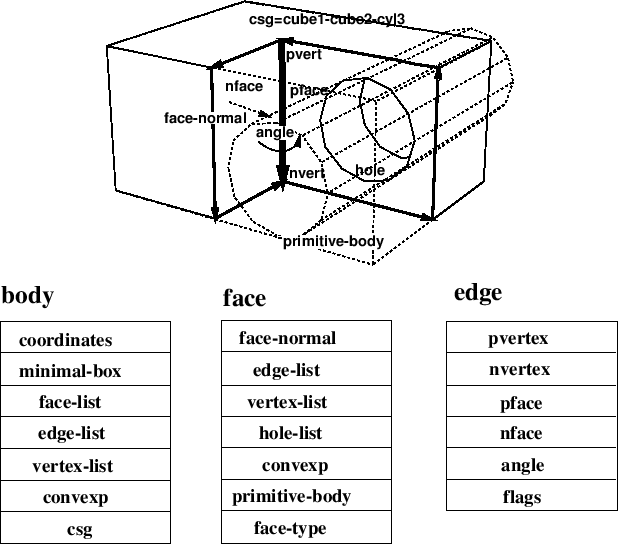 csg=cube1-cube2-cyl3
pvert
nface
pface
face-normal
angle
nvert
hole
primitive-body
body
coordinates
minimal-box
face-list
edge-list
vertex-list
convexp
csg
face
face-normal
edge-list
vertex-list
hole-list
convexp
primitive-body
face-type
edge
pvertex
nvertex
pface
nface
angle
flags